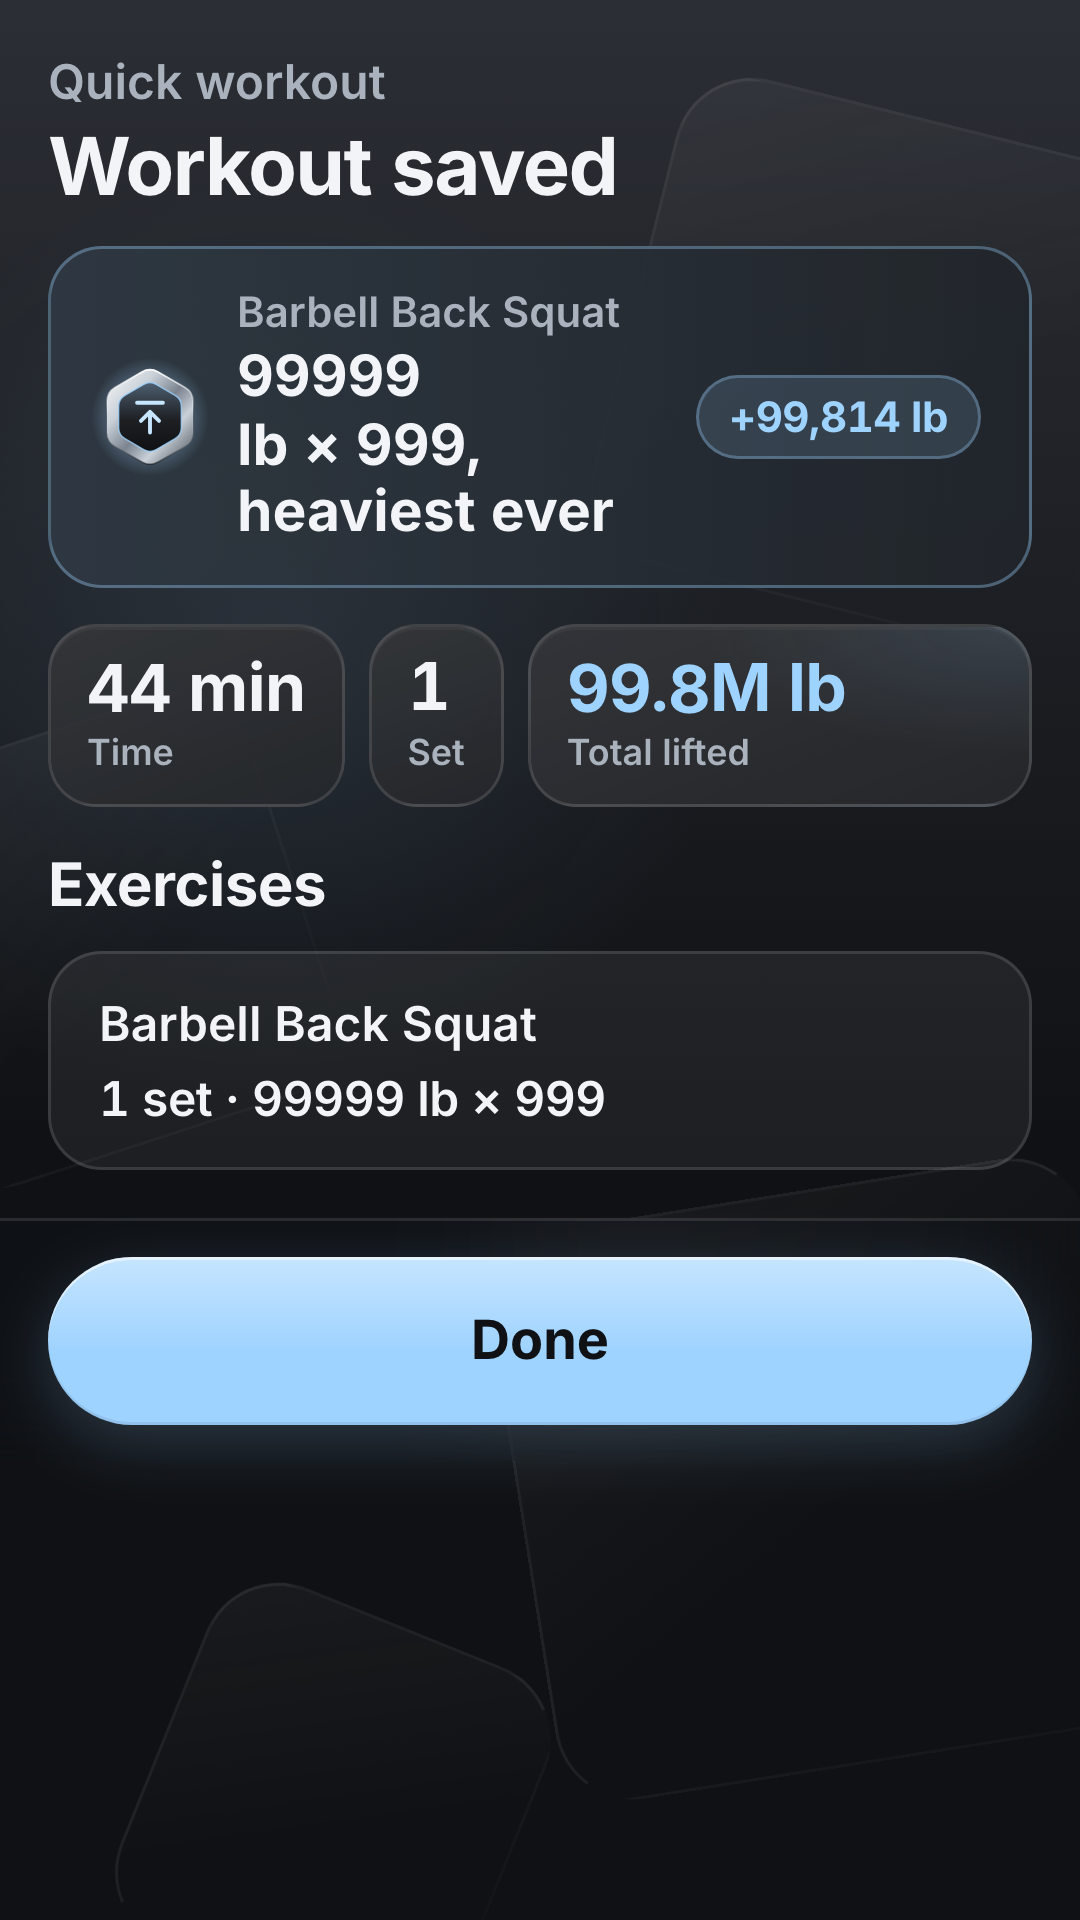 Quick workout
Workout saved
Barbell Back Squat
99999
lb × 999,
heaviest ever
+99,814 lb
44 min
Time
1
Set
99.8M lb
Total lifted
Exercises
Barbell Back Squat
1 set · 99999 lb × 999
Done